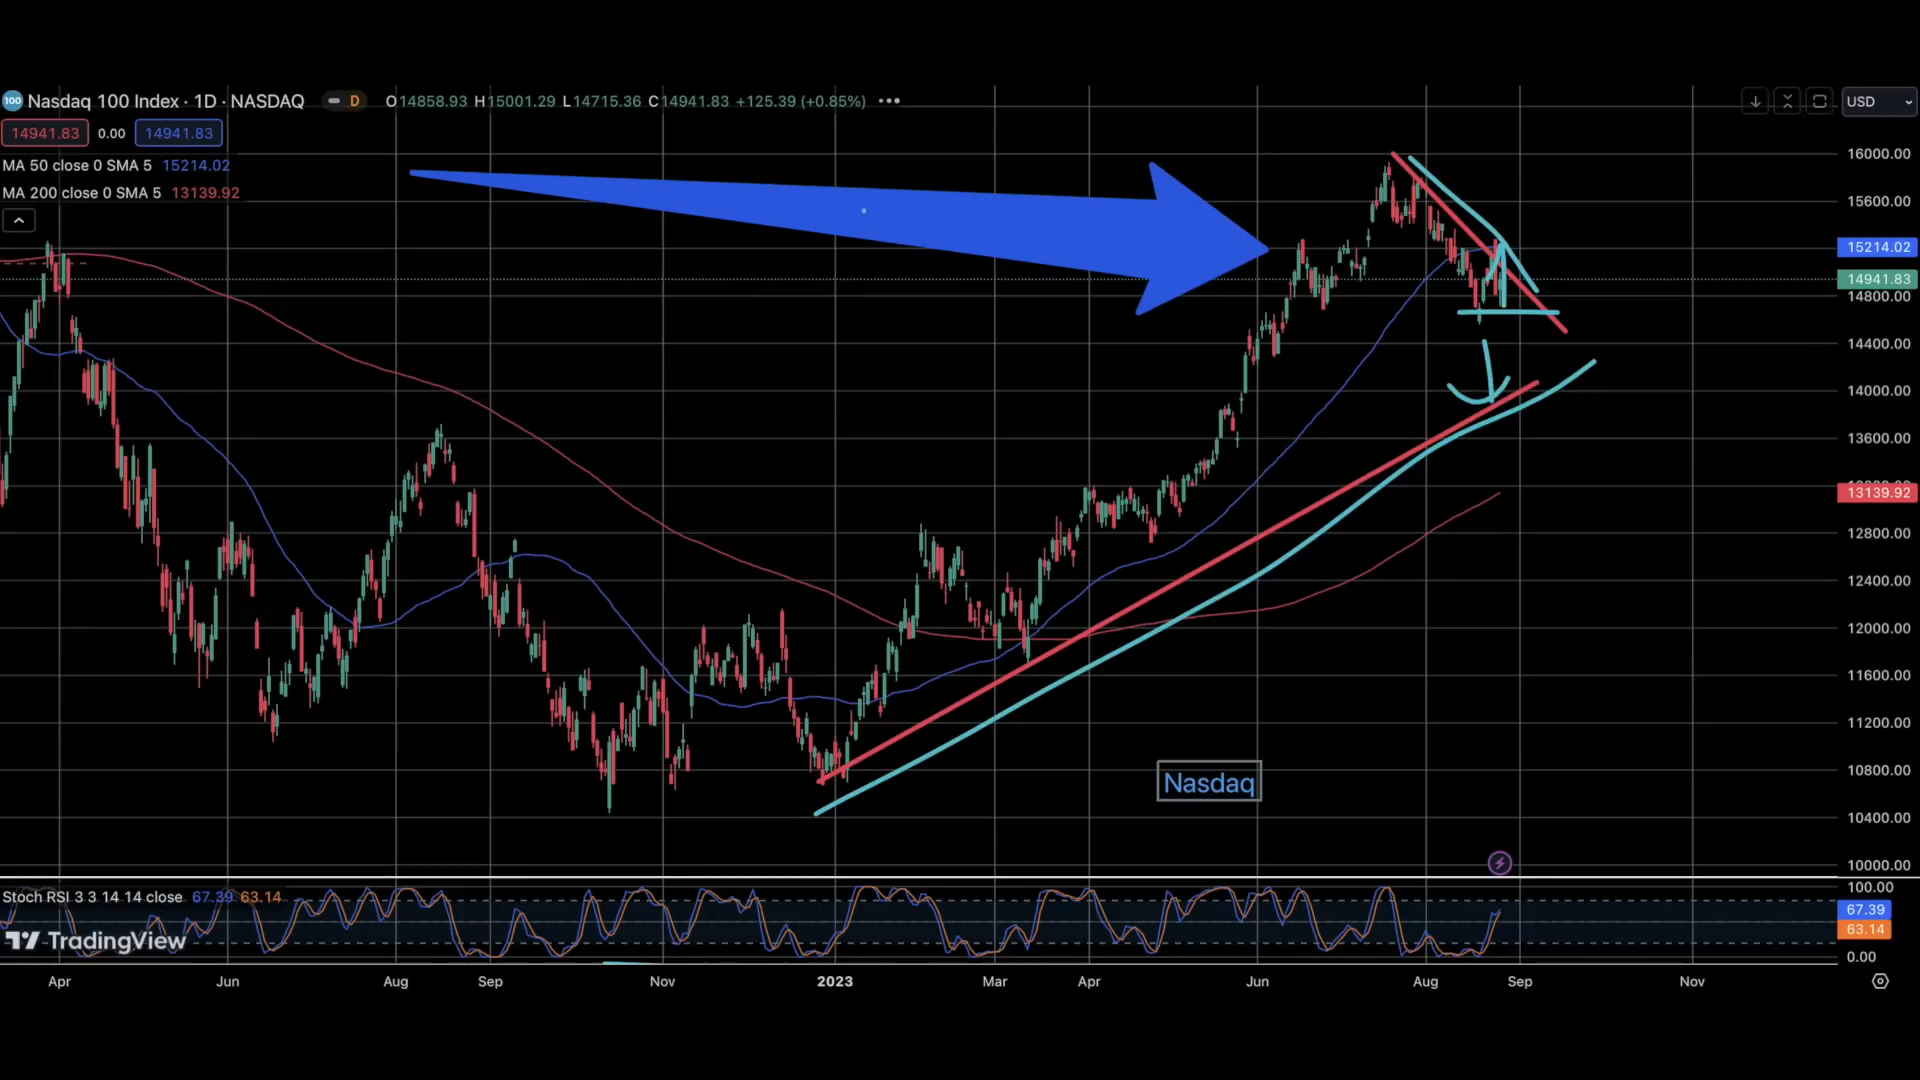 100 Nasdaq 100 Index · 1D · NASDAQ D O14858.93 H15001.29 L14715.36 C14941.83 +125.39 (+0.85%) •••
USD
14941.83 0.00 14941.83
MA 50 close 0 SMA 5 15214.02
MA 200 close 0 SMA 5 13139.92
16000.00
15600.00
15214.02
14941.83
14800.00
14400.00
14000.00
13600.00
13139.92
12800.00
12400.00
12000.00
11600.00
11200.00
10800.00
10400.00
10000.00
Nasdaq
Stoch RSI 3 3 14 14 close 67.39 63.14
100.00
67.39
63.14
0.00
TradingView
Apr Jun Aug Sep Nov 2023 Mar Apr Jun Aug Sep Nov